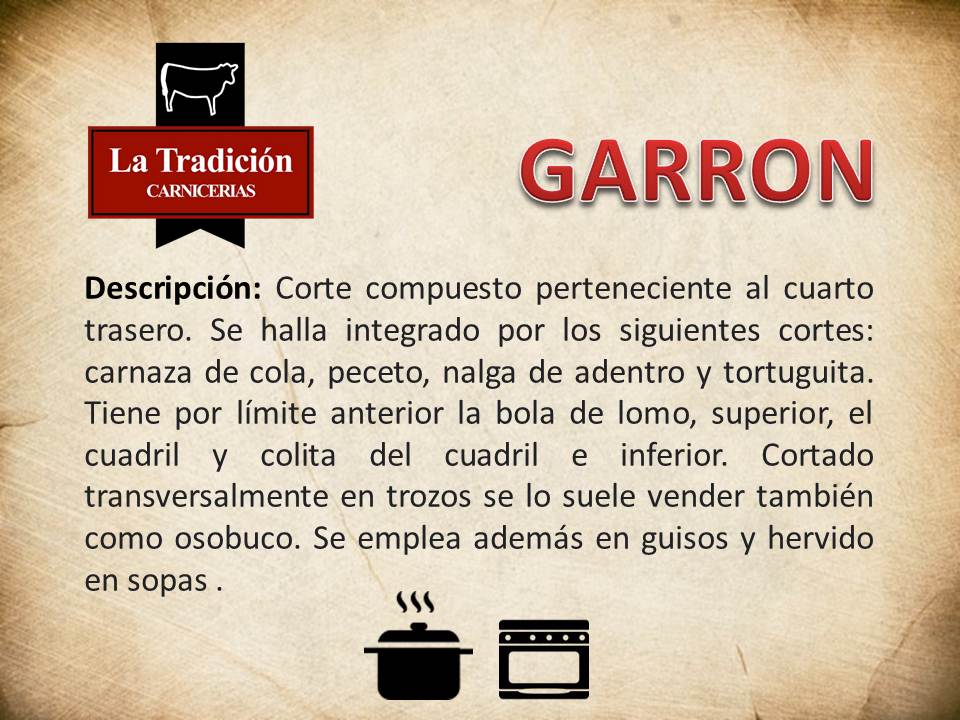 La Tradición
CARNICERIAS
GARRON
Descripción: Corte compuesto perteneciente al cuarto
trasero. Se halla integrado por los siguientes cortes:
carnaza de cola, peceto, nalga de adentro y tortuguita.
Tiene por límite anterior la bola de lomo, superior, el
cuadril y colita del cuadril e inferior. Cortado
transversalmente en trozos se lo suele vender también
como osobuco. Se emplea además en guisos y hervido
en sopas .